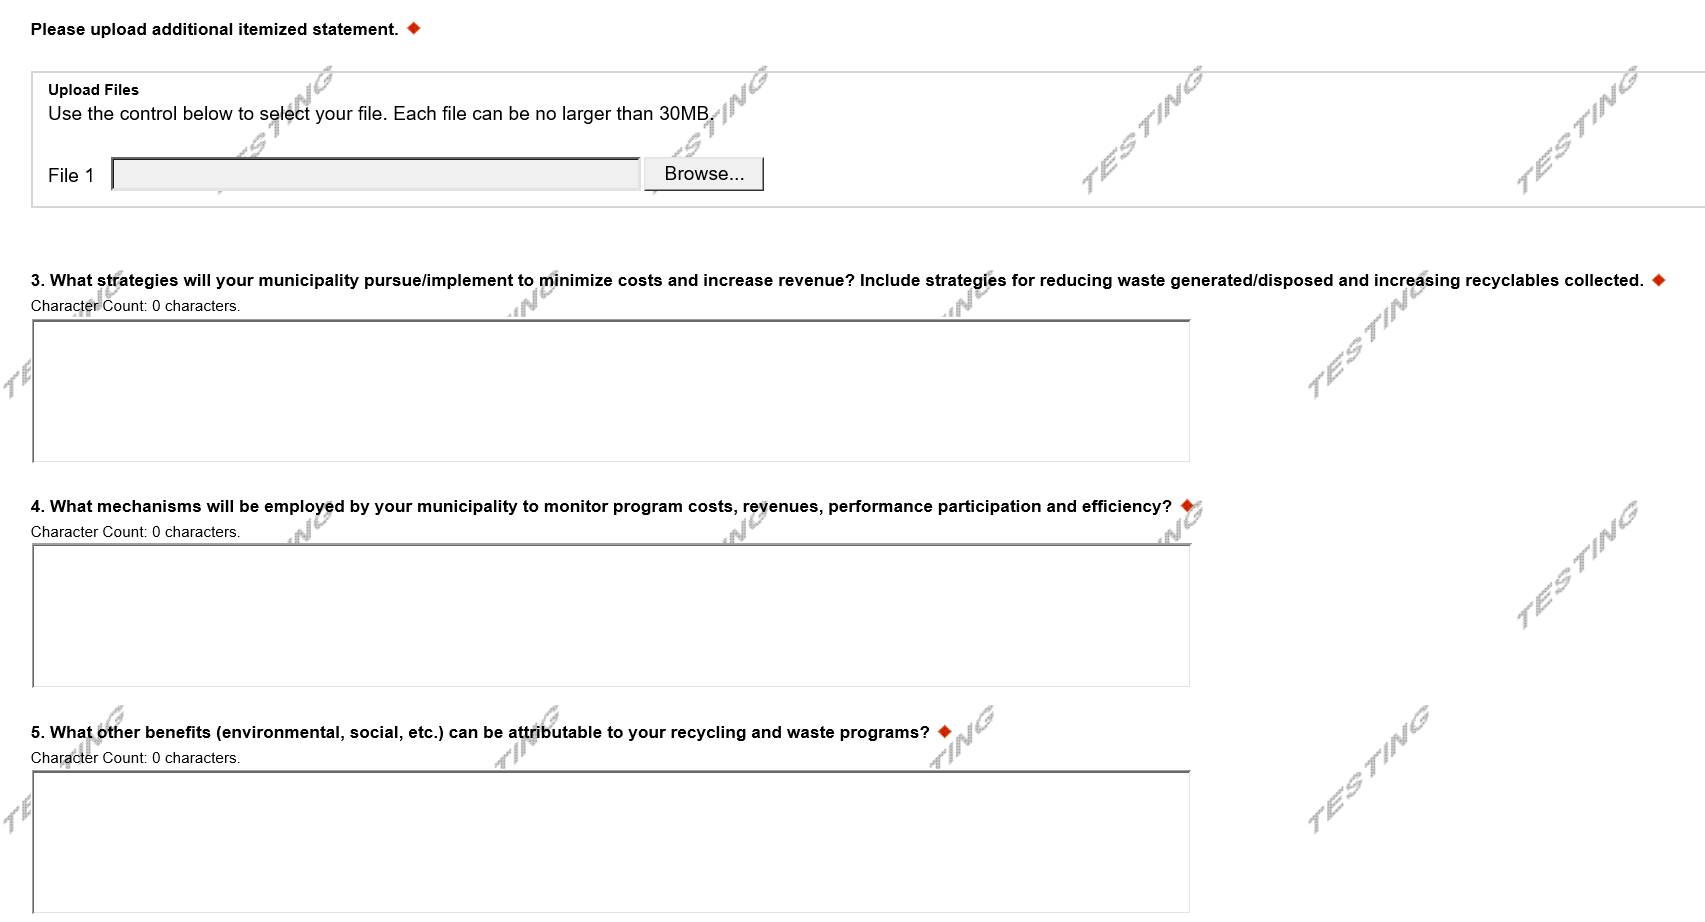 Please upload additional itemized statement.
Upload Files
Use the control below to select your file. Each file can be no larger than 30MB.
File 1 Browse...
3. What strategies will your municipality pursue/implement to minimize costs and increase revenue? Include strategies for reducing waste generated/disposed and increasing recyclables collected.
Character Count: 0 characters.
4. What mechanisms will be employed by your municipality to monitor program costs, revenues, performance participation and efficiency?
Character Count: 0 characters.
5. What other benefits (environmental, social, etc.) can be attributable to your recycling and waste programs?
Character Count: 0 characters.
TESTING
TESTING
TESTING
TESTING
TESTING